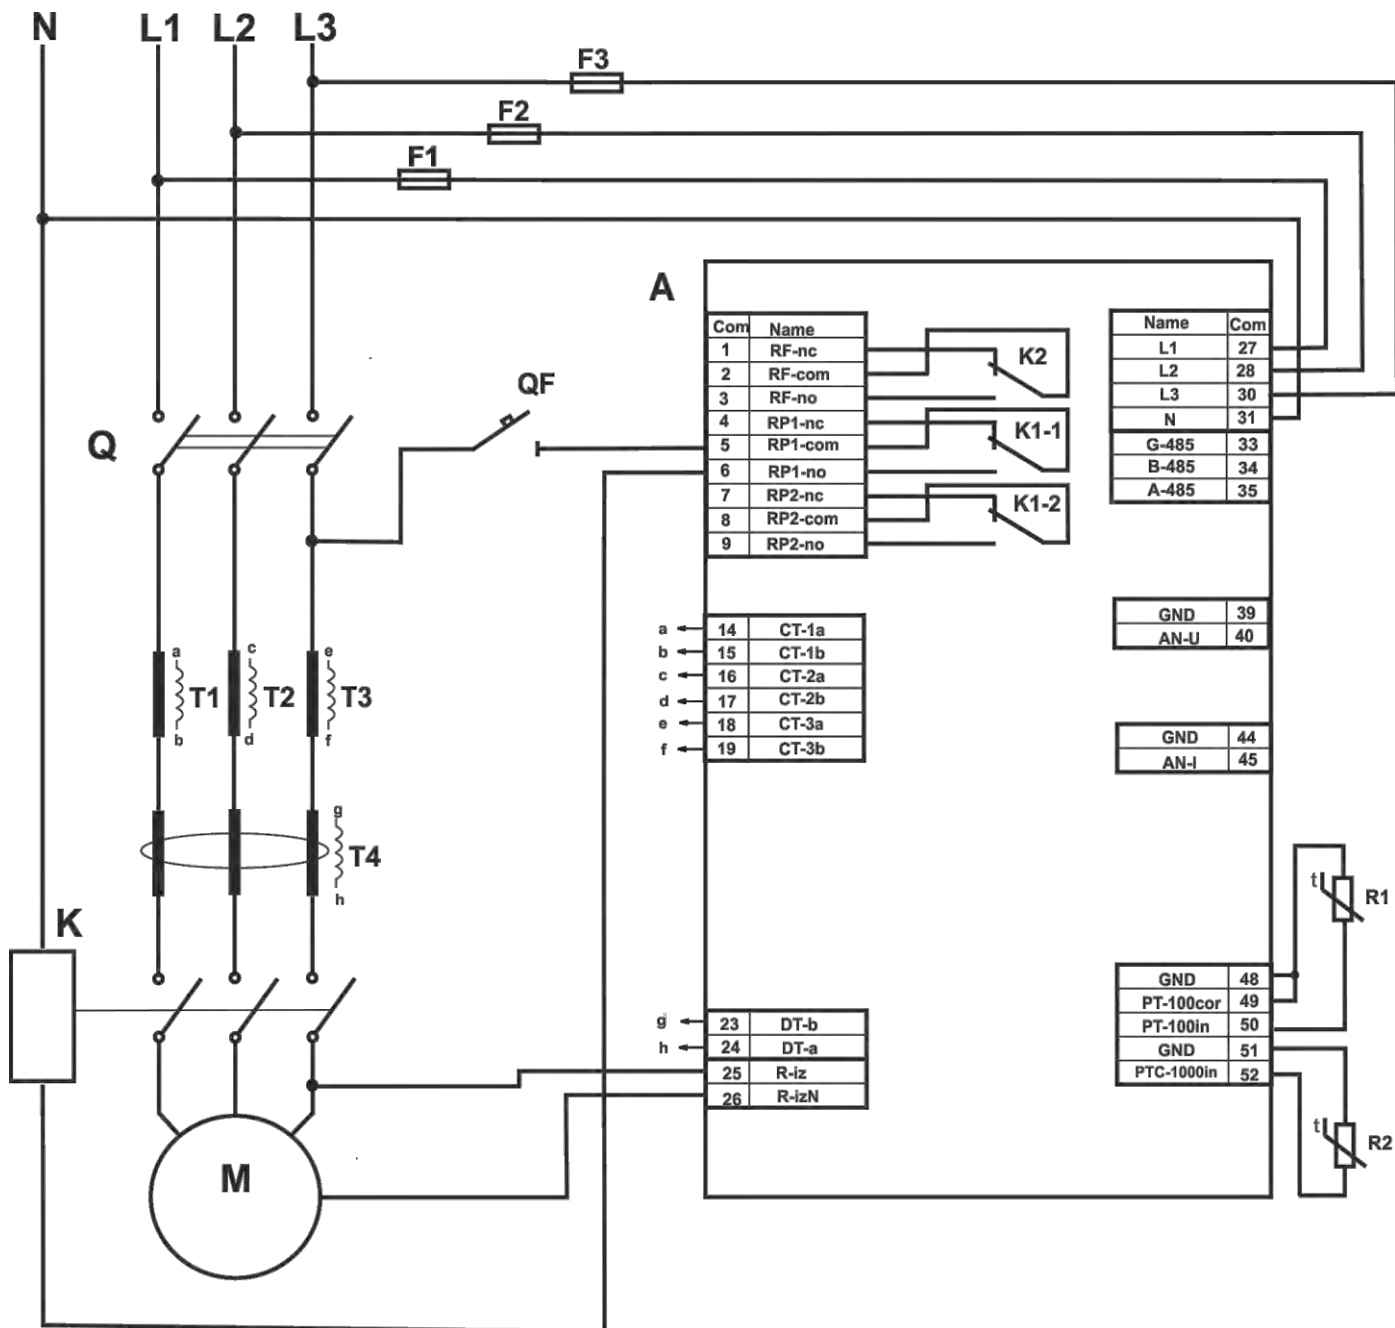 N L1 L2 L3
F3
F2
F1
A
Com Name
1 RF-nc
2 RF-com
3 RF-no
4 RP1-nc
5 RP1-com
6 RP1-no
7 RP2-nc
8 RP2-com
9 RP2-no
K2
K1-1
K1-2
Name Com
L1 27
L2 28
L3 30
N 31
G-485 33
B-485 34
A-485 35
QF
Q
GND 39
AN-U 40
a 14 CT-1a
b 15 CT-1b
c 16 CT-2a
d 17 CT-2b
e 18 CT-3a
f 19 CT-3b
a c e
T1 T2 T3
b d f
GND 44
AN-I 45
g
T4
h
K
t R1
GND 48
PT-100cor 49
PT-100in 50
GND 51
PTC-1000in 52
g 23 DT-b
h 24 DT-a
25 R-iz
26 R-izN
t R2
M